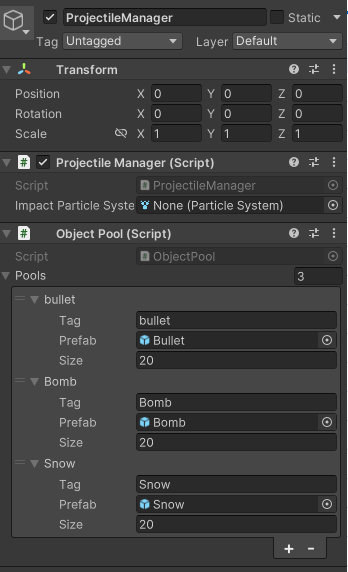 ProjectileManager Static
Tag Untagged Layer Default
Transform
Position X 0 Y 0 Z 0
Rotation X 0 Y 0 Z 0
Scale X 1 Y 1 Z 1
# Projectile Manager (Script)
Script # ProjectileManager
Impact Particle Syste None (Particle System)
# Object Pool (Script)
Script # ObjectPool
Pools 3
bullet
Tag bullet
Prefab Bullet
Size 20
Bomb
Tag Bomb
Prefab Bomb
Size 20
Snow
Tag Snow
Prefab Snow
Size 20
+ -